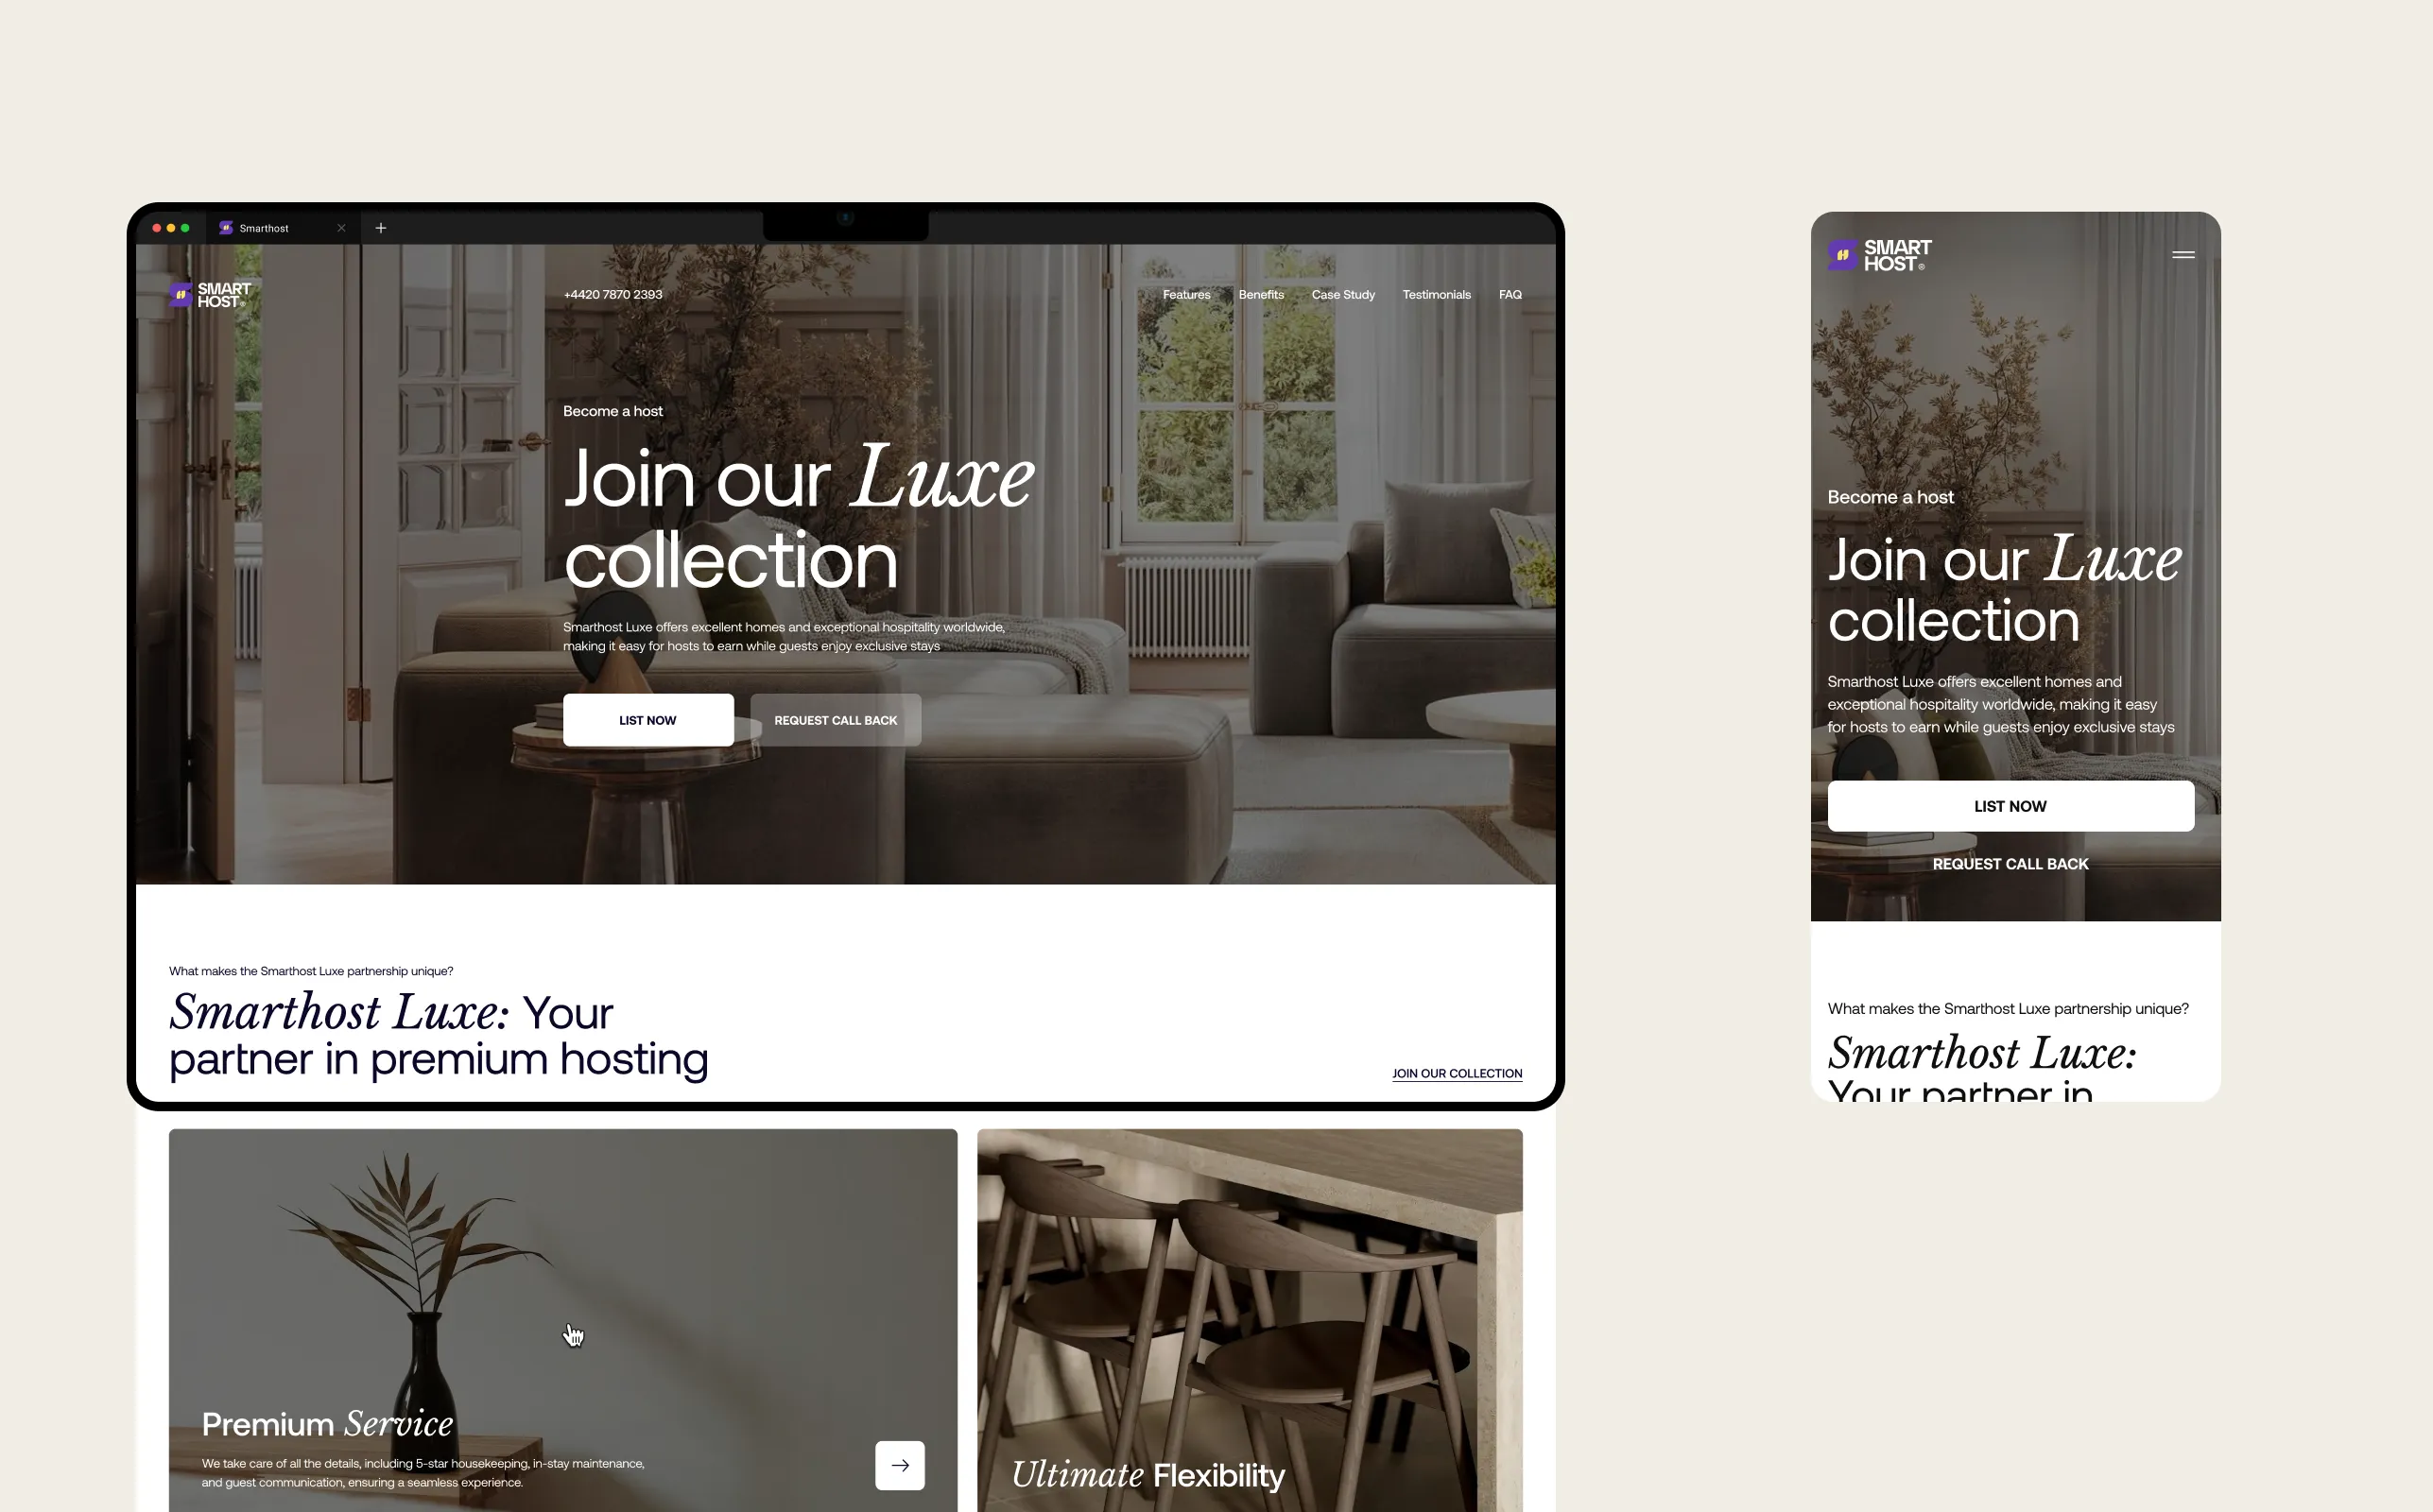 Smarthost
SMART
HOST®
+4420 7870 2393
Features Benefits Case Study Testimonials FAQ
Become a host
Join our Luxe
collection
Smarthost Luxe offers excellent homes and exceptional hospitality worldwide,
making it easy for hosts to earn while guests enjoy exclusive stays
LIST NOW REQUEST CALL BACK
What makes the Smarthost Luxe partnership unique?
Smarthost Luxe: Your
partner in premium hosting
JOIN OUR COLLECTION
Premium Service
We take care of all the details, including 5-star housekeeping, in-stay maintenance,
and guest communication, ensuring a seamless experience.
Ultimate Flexibility
SMART
HOST®
Become a host
Join our Luxe
collection
Smarthost Luxe offers excellent homes and
exceptional hospitality worldwide, making it easy
for hosts to earn while guests enjoy exclusive stays
LIST NOW
REQUEST CALL BACK
What makes the Smarthost Luxe partnership unique?
Smarthost Luxe:
Your partner in